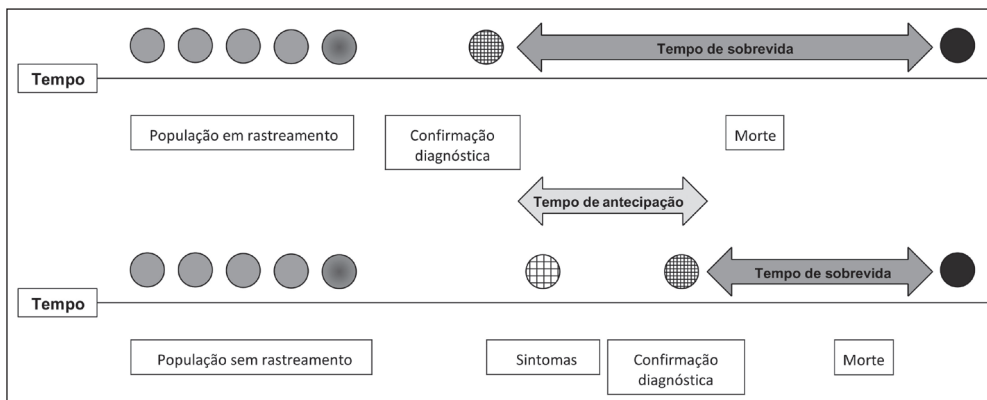 Tempo de sobrevida
Tempo
População em rastreamento
Confirmação
diagnóstica
Morte
Tempo de antecipação
Tempo de sobrevida
Tempo
População sem rastreamento
Sintomas
Confirmação
diagnóstica
Morte